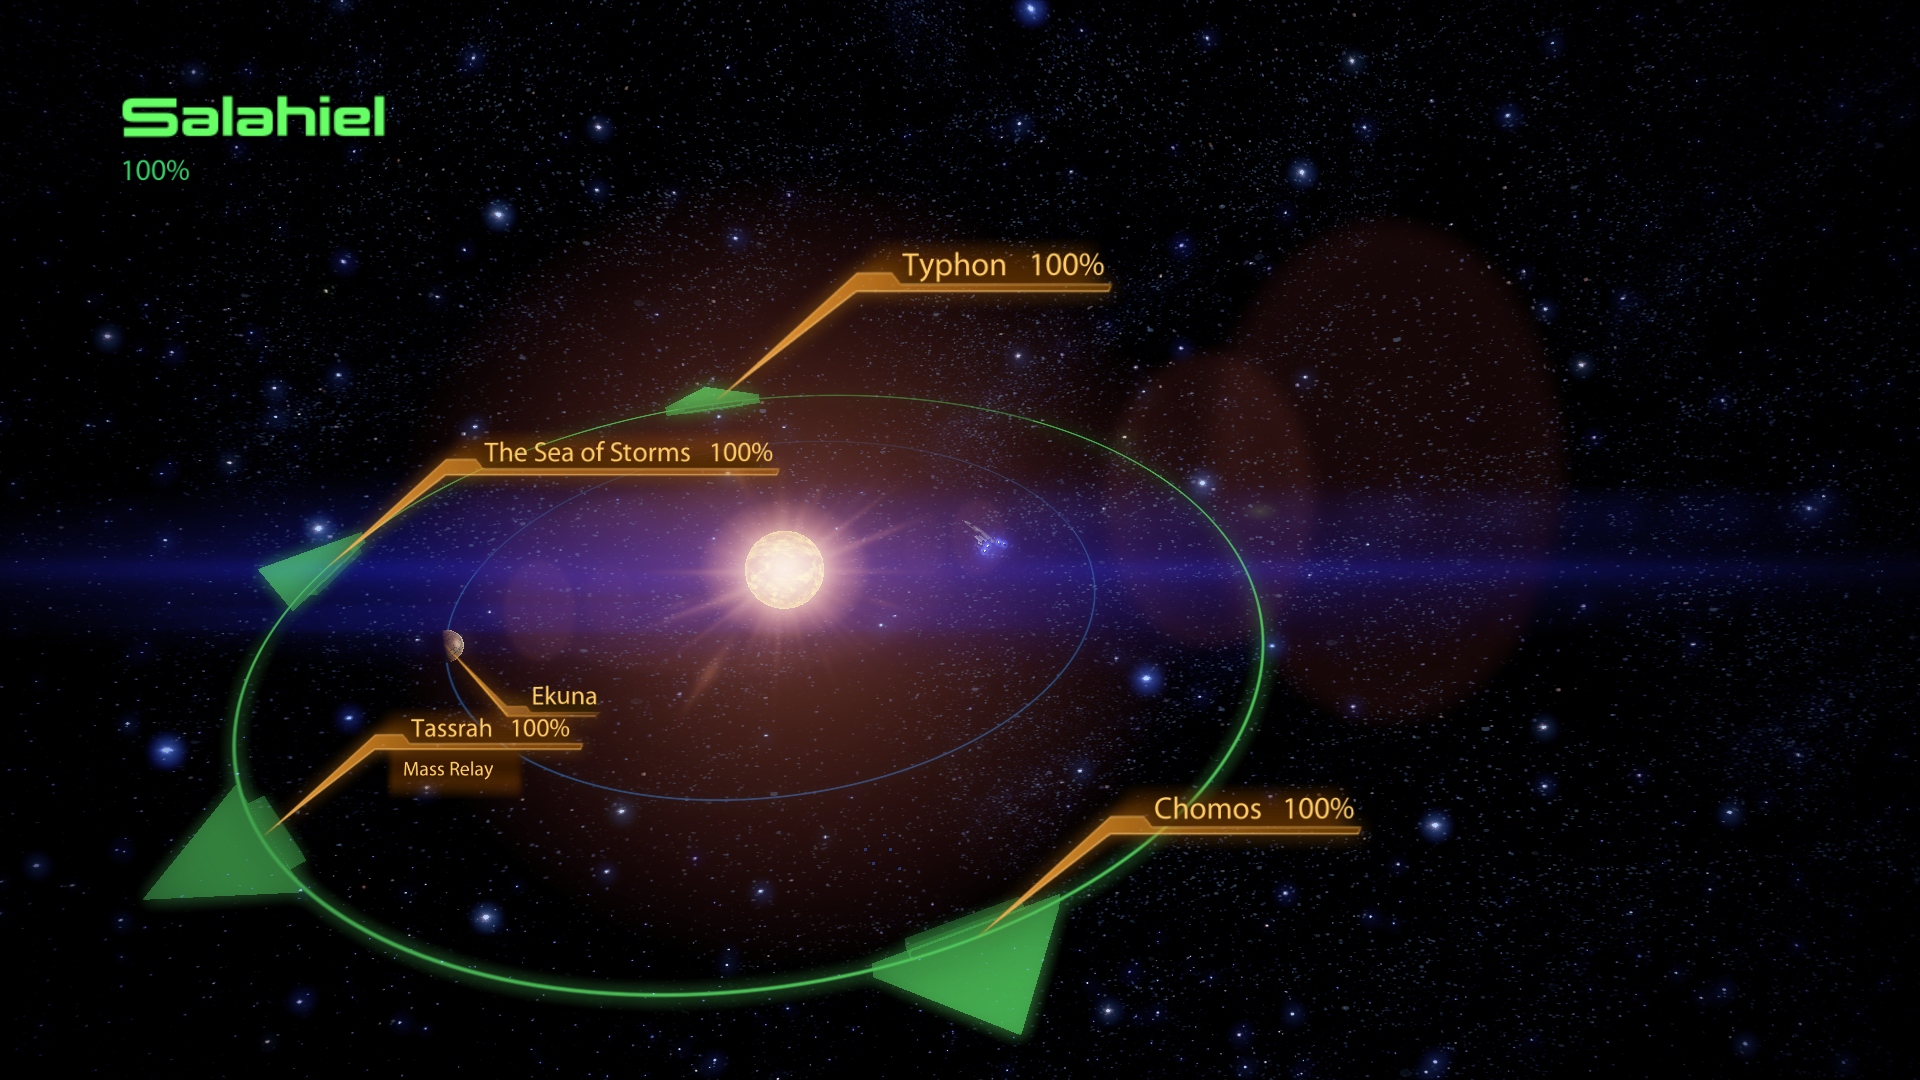 Salahiel
100%
Typhon 100%
The Sea of Storms 100%
Ekuna
Tassrah 100%
Mass Relay
Chomos 100%